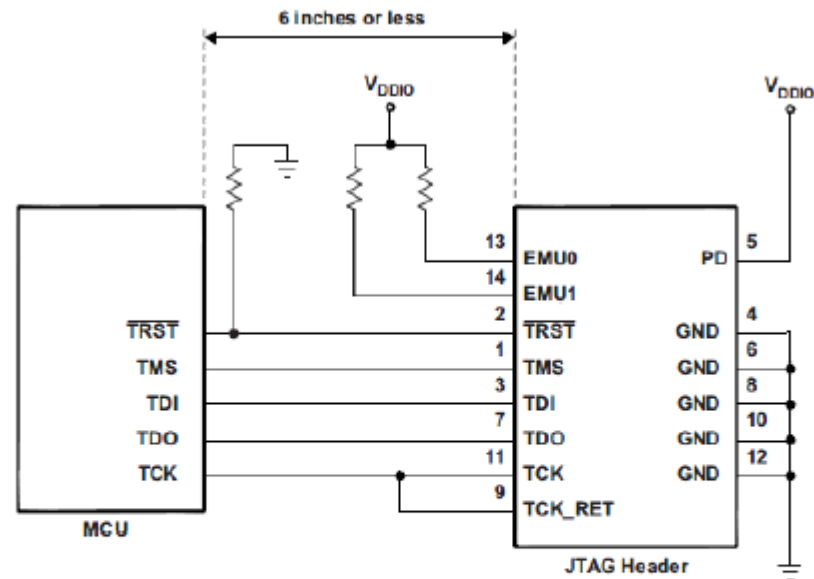 6 inches or less
VDDIO
VDDIO
13
EMU0
PD
5
14
EMU1
TRST
2
TRST
GND
4
TMS
1
TMS
GND
6
TDI
3
TDI
GND
8
TDO
7
TDO
GND
10
TCK
11
TCK
GND
12
9
TCK_RET
MCU
JTAG Header